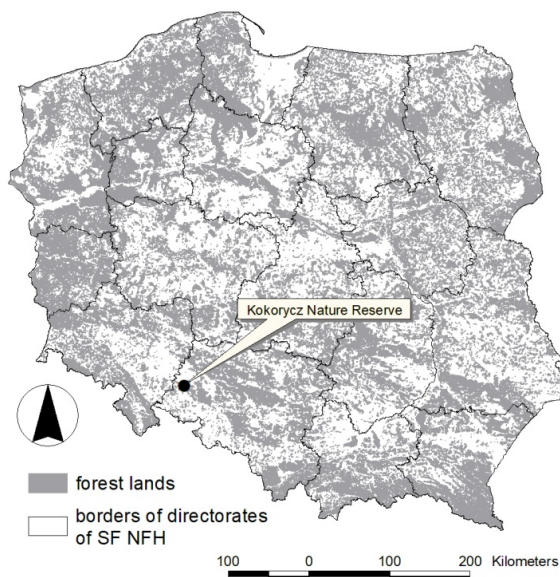 Kokorycz Nature Reserve
forest lands
borders of directorates
of SF NFH
100 0 100 200 Kilometers